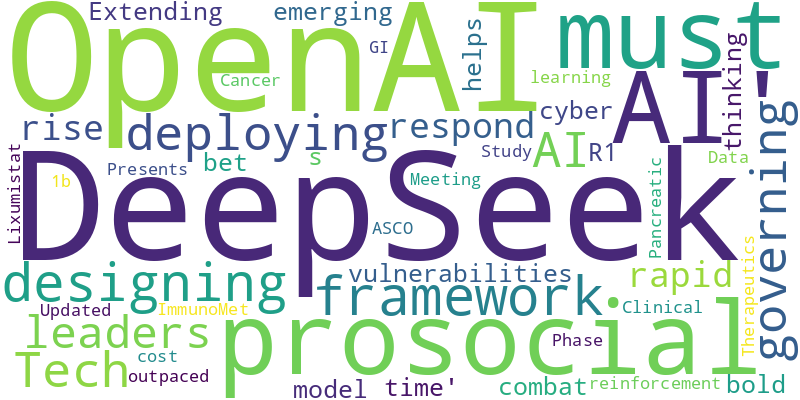 Extending emerging
OpenAI
GI
helps
must
Cancer
learning
AI'
thinking
rise
deploying
respond
cyber
bet
s
AI
R1
Study
Data
governing'
Lixumistat
1b
Presents
DeepSeek
Meeting
ASCO
Pancreatic
designing
vulnerabilities
rapid
framework
Updated
ImmunoMet
Clinical
Therapeutics
leaders
prosocial
Phase
Tech
cost
outpaced
model time'
combat
reinforcement
bold